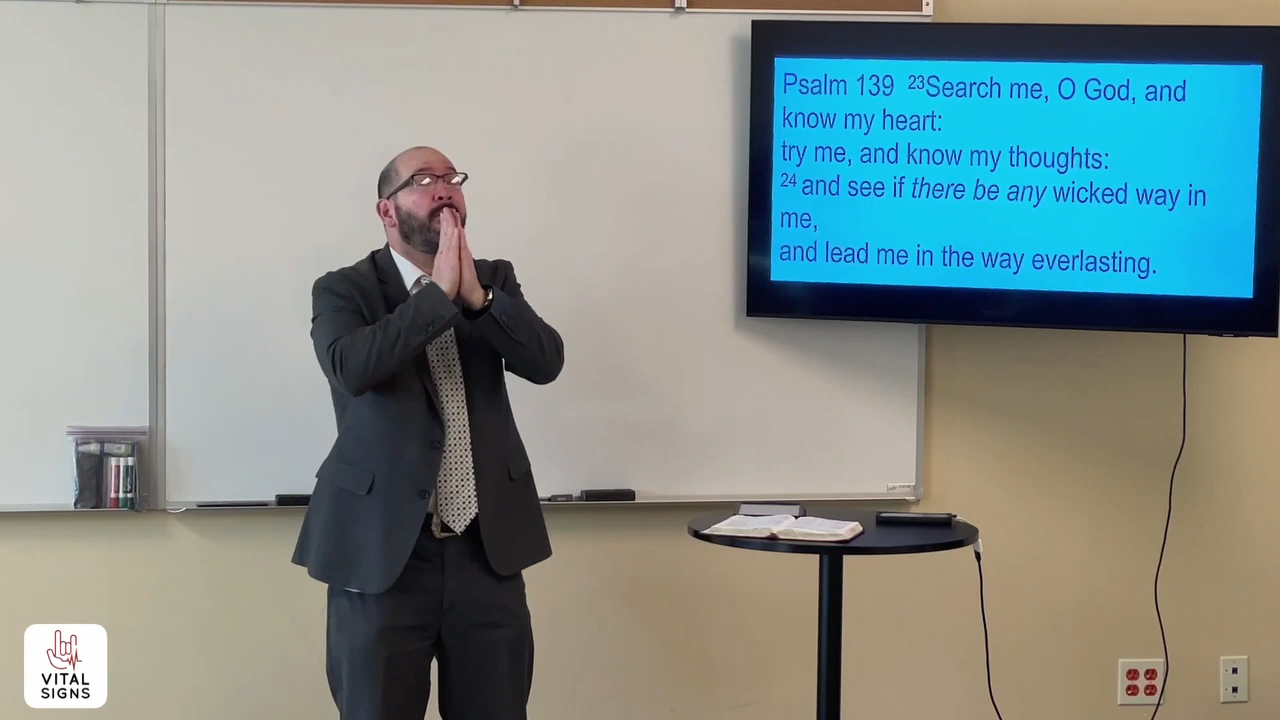 Psalm 139 ²³Search me, O God, and
know my heart:
try me, and know my thoughts:
²⁴ and see if there be any wicked way in
me,
and lead me in the way everlasting.
VITAL
SIGNS